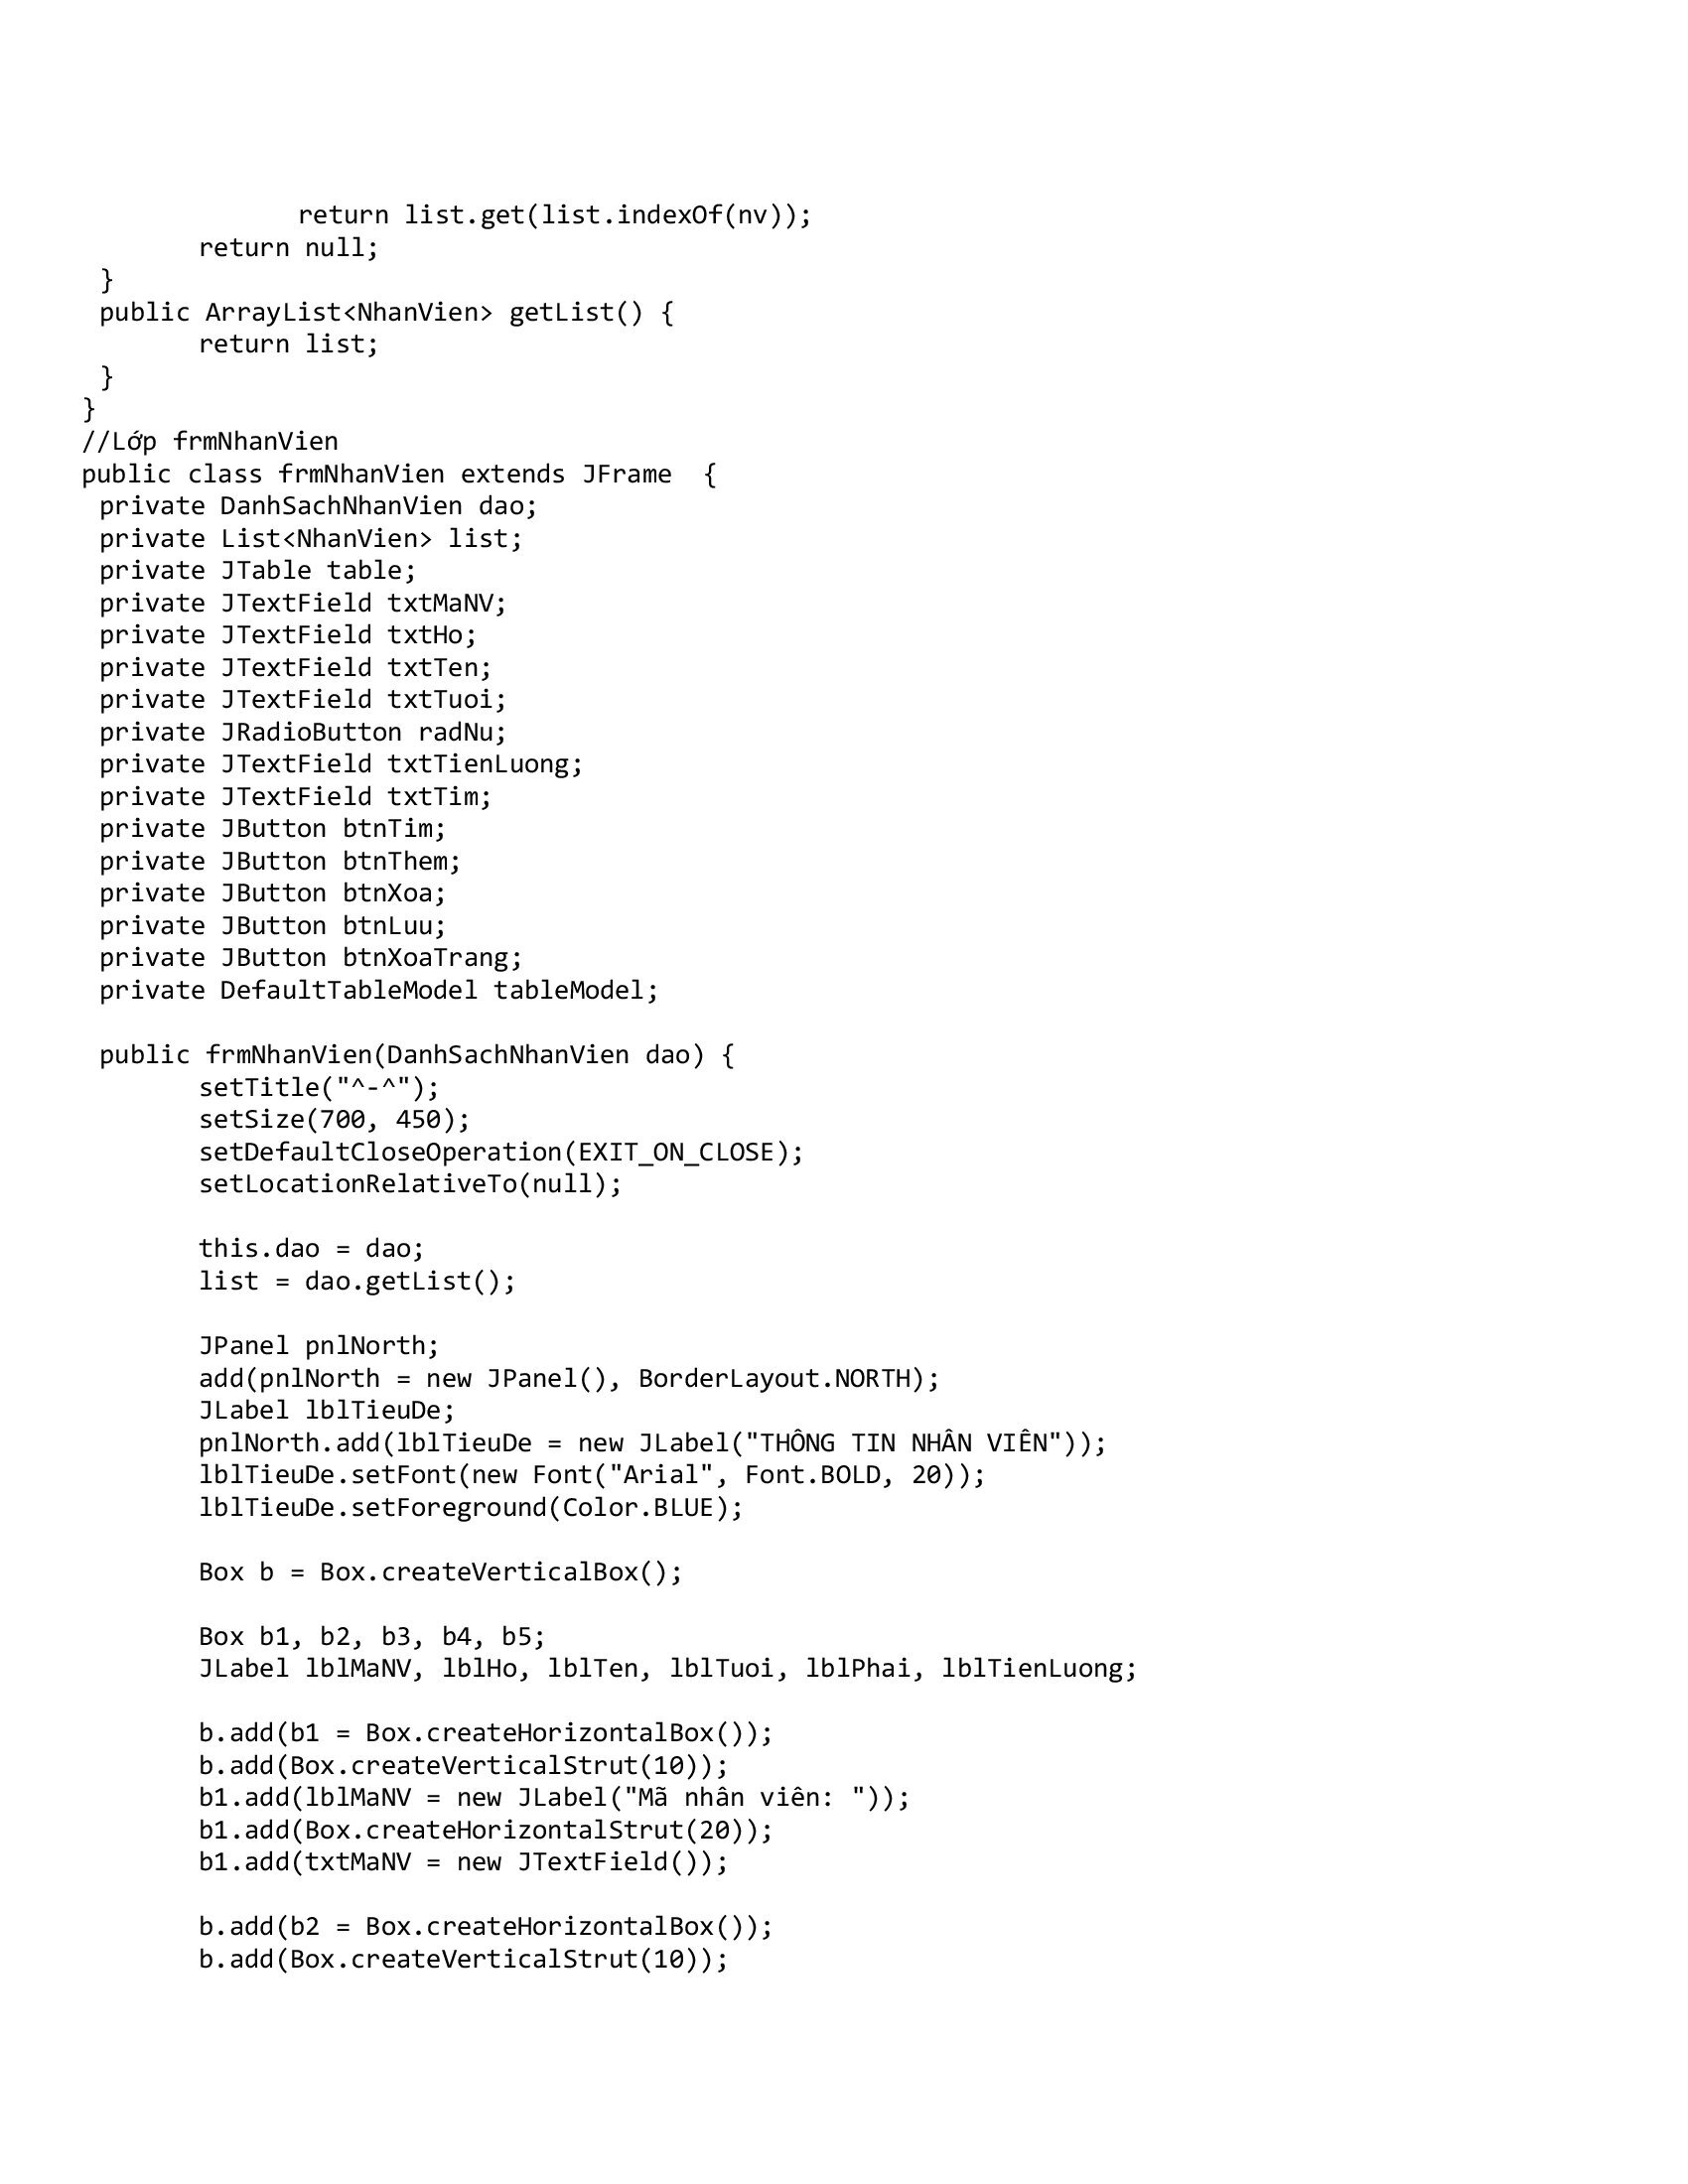 return list.get(list.indexOf(nv));
return null;
}
public ArrayList<NhanVien> getList() {
return list;
}
}
//Lớp frmNhanVien
public class frmNhanVien extends JFrame  {
private DanhSachNhanVien dao;
private List<NhanVien> list;
private JTable table;
private JTextField txtMaNV;
private JTextField txtHo;
private JTextField txtTen;
private JTextField txtTuoi;
private JRadioButton radNu;
private JTextField txtTienLuong;
private JTextField txtTim;
private JButton btnTim;
private JButton btnThem;
private JButton btnXoa;
private JButton btnLuu;
private JButton btnXoaTrang;
private DefaultTableModel tableModel;
public frmNhanVien(DanhSachNhanVien dao) {
setTitle("^-^");
setSize(700, 450);
setDefaultCloseOperation(EXIT_ON_CLOSE);
setLocationRelativeTo(null);
this.dao = dao;
list = dao.getList();
JPanel pnlNorth;
add(pnlNorth = new JPanel(), BorderLayout.NORTH);
JLabel lblTieuDe;
pnlNorth.add(lblTieuDe = new JLabel("THÔNG TIN NHÂN VIÊN"));
lblTieuDe.setFont(new Font("Arial", Font.BOLD, 20));
lblTieuDe.setForeground(Color.BLUE);
Box b = Box.createVerticalBox();
Box b1, b2, b3, b4, b5;
JLabel lblMaNV, lblHo, lblTen, lblTuoi, lblPhai, lblTienLuong;
b.add(b1 = Box.createHorizontalBox());
b.add(Box.createVerticalStrut(10));
b1.add(lblMaNV = new JLabel("Mã nhân viên: "));
b1.add(Box.createHorizontalStrut(20));
b1.add(txtMaNV = new JTextField());
b.add(b2 = Box.createHorizontalBox());
b.add(Box.createVerticalStrut(10));